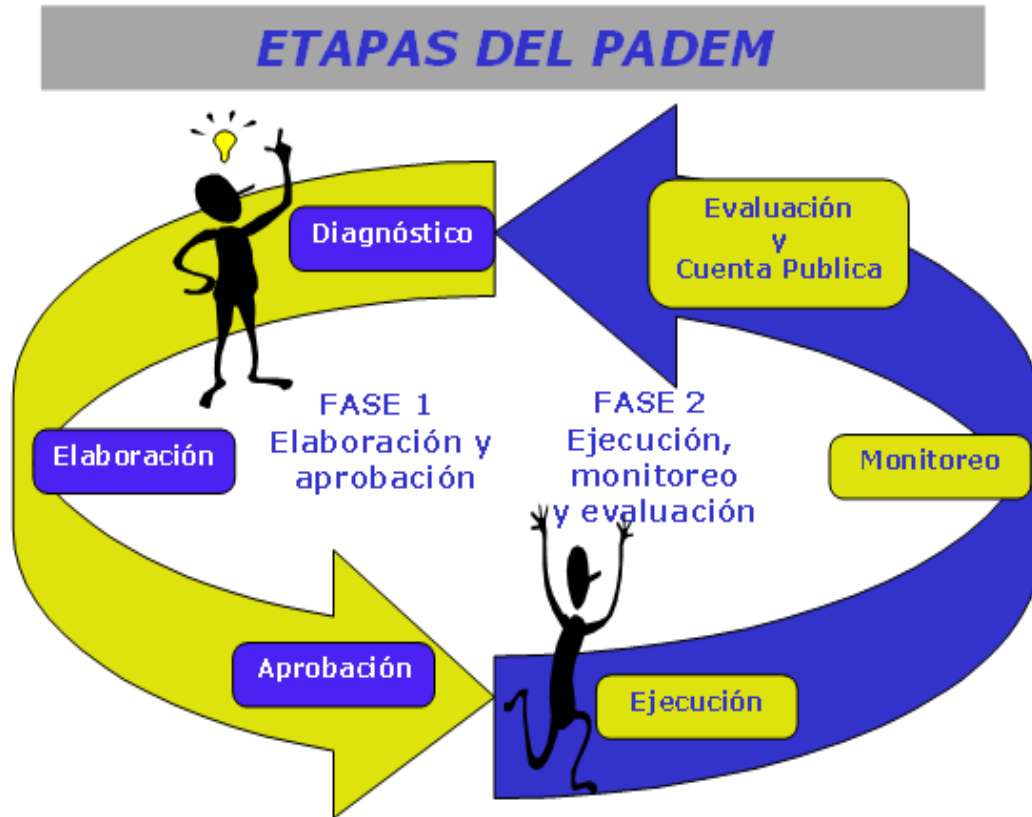 ETAPAS DEL PADEM
Diagnóstico
Evaluación
y
Cuenta Publica
FASE 1
Elaboración y
aprobación
FASE 2
Ejecución,
monitoreo
y evaluación
Elaboración
Monitoreo
Aprobación
Ejecución